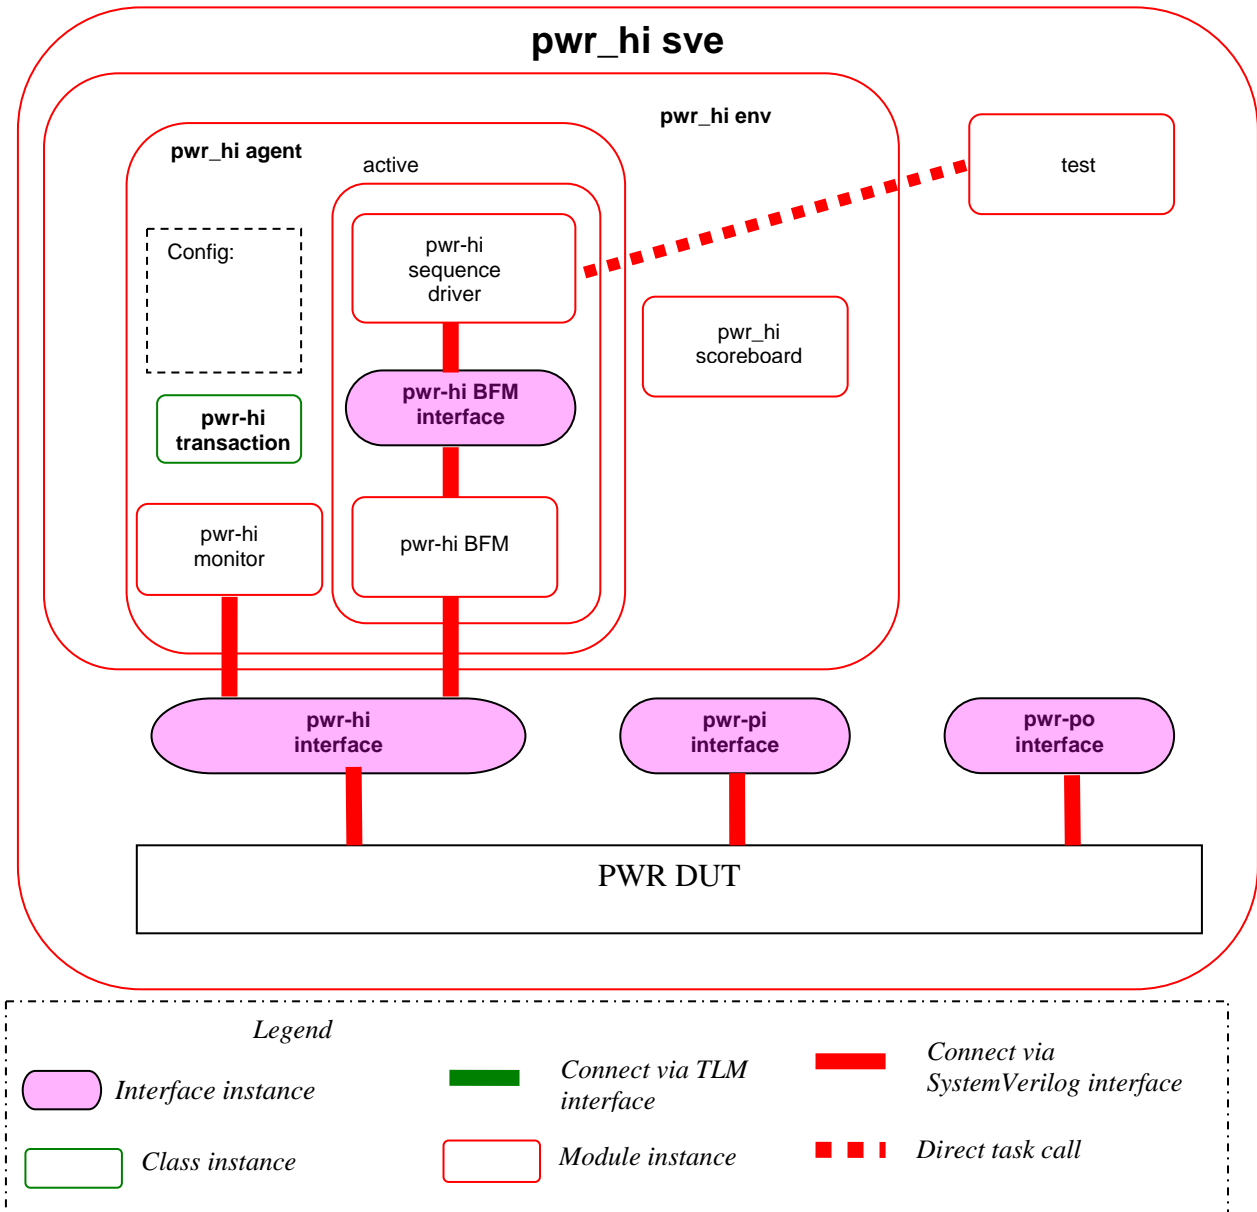 pwr_hi sve
pwr_hi env
pwr_hi agent
active
test
Config:
pwr-hi
sequence
driver
pwr_hi
scoreboard
pwr-hi BFM
interface
pwr-hi
transaction
pwr-hi
monitor
pwr-hi BFM
pwr-hi
interface
pwr-pi
interface
pwr-po
interface
PWR DUT
Legend
Interface instance
Connect via TLM
interface
Connect via
SystemVerilog interface
Class instance
Module instance
Direct task call